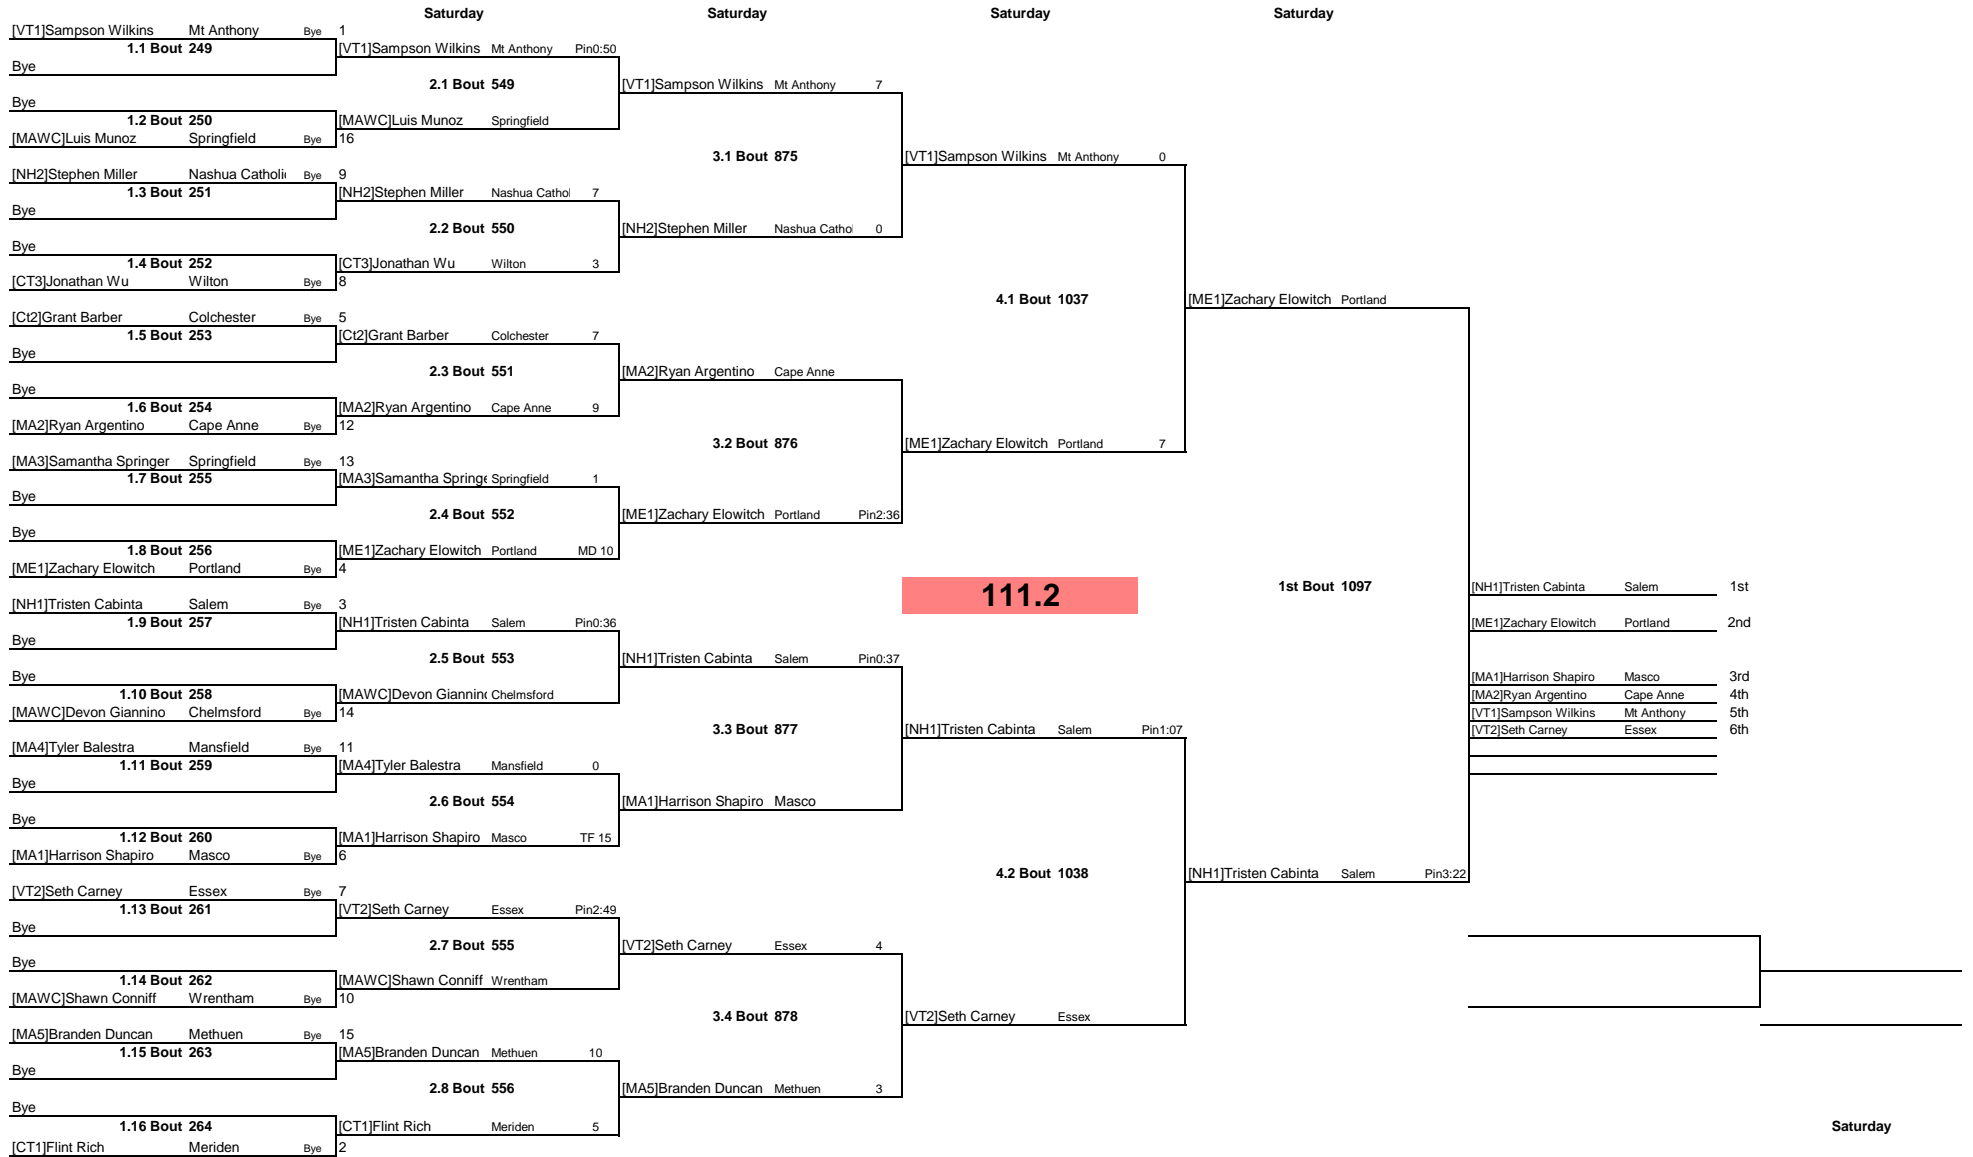 Saturday Saturday Saturday Saturday
[VT1]Sampson Wilkins Mt Anthony Bye 1
1.1 Bout 249 [VT1]Sampson Wilkins Mt Anthony Pin0:50
Bye
2.1 Bout 549 [VT1]Sampson Wilkins Mt Anthony 7
Bye
1.2 Bout 250 [MAWC]Luis Munoz Springfield
[MAWC]Luis Munoz Springfield Bye 16
3.1 Bout 875 [VT1]Sampson Wilkins Mt Anthony 0
[NH2]Stephen Miller Nashua Catholic Bye 9
1.3 Bout 251 [NH2]Stephen Miller Nashua Cathol 7
Bye
2.2 Bout 550 [NH2]Stephen Miller Nashua Cathol 0
Bye
1.4 Bout 252 [CT3]Jonathan Wu Wilton 3
[CT3]Jonathan Wu Wilton Bye 8
4.1 Bout 1037 [ME1]Zachary Elowitch Portland
[Ct2]Grant Barber Colchester Bye 5
1.5 Bout 253 [Ct2]Grant Barber Colchester 7
Bye
2.3 Bout 551 [MA2]Ryan Argentino Cape Anne
Bye
1.6 Bout 254 [MA2]Ryan Argentino Cape Anne 9
[MA2]Ryan Argentino Cape Anne Bye 12
3.2 Bout 876 [ME1]Zachary Elowitch Portland 7
[MA3]Samantha Springer Springfield Bye 13
1.7 Bout 255 [MA3]Samantha Springe Springfield 1
Bye
2.4 Bout 552 [ME1]Zachary Elowitch Portland Pin2:36
Bye
1.8 Bout 256 [ME1]Zachary Elowitch Portland MD 10
[ME1]Zachary Elowitch Portland Bye 4
111.2 1st Bout 1097 [NH1]Tristen Cabinta Salem 1st
[NH1]Tristen Cabinta Salem Bye 3
1.9 Bout 257 [NH1]Tristen Cabinta Salem Pin0:36 [ME1]Zachary Elowitch Portland 2nd
Bye
2.5 Bout 553 [NH1]Tristen Cabinta Salem Pin0:37
Bye [MA1]Harrison Shapiro Masco 3rd
1.10 Bout 258 [MAWC]Devon Giannino Chelmsford [MA2]Ryan Argentino Cape Anne 4th
[MAWC]Devon Giannino Chelmsford Bye 14 [VT1]Sampson Wilkins Mt Anthony 5th
3.3 Bout 877 [NH1]Tristen Cabinta Salem Pin1:07 [VT2]Seth Carney Essex 6th
[MA4]Tyler Balestra Mansfield Bye 11
1.11 Bout 259 [MA4]Tyler Balestra Mansfield 0
Bye
2.6 Bout 554 [MA1]Harrison Shapiro Masco
Bye
1.12 Bout 260 [MA1]Harrison Shapiro Masco TF 15
[MA1]Harrison Shapiro Masco Bye 6
4.2 Bout 1038 [NH1]Tristen Cabinta Salem Pin3:22
[VT2]Seth Carney Essex Bye 7
1.13 Bout 261 [VT2]Seth Carney Essex Pin2:49
Bye
2.7 Bout 555 [VT2]Seth Carney Essex 4
Bye
1.14 Bout 262 [MAWC]Shawn Conniff Wrentham
[MAWC]Shawn Conniff Wrentham Bye 10
3.4 Bout 878 [VT2]Seth Carney Essex
[MA5]Branden Duncan Methuen Bye 15
1.15 Bout 263 [MA5]Branden Duncan Methuen 10
Bye
2.8 Bout 556 [MA5]Branden Duncan Methuen 3
Bye
1.16 Bout 264 [CT1]Flint Rich Meriden 5 Saturday
[CT1]Flint Rich Meriden Bye 2